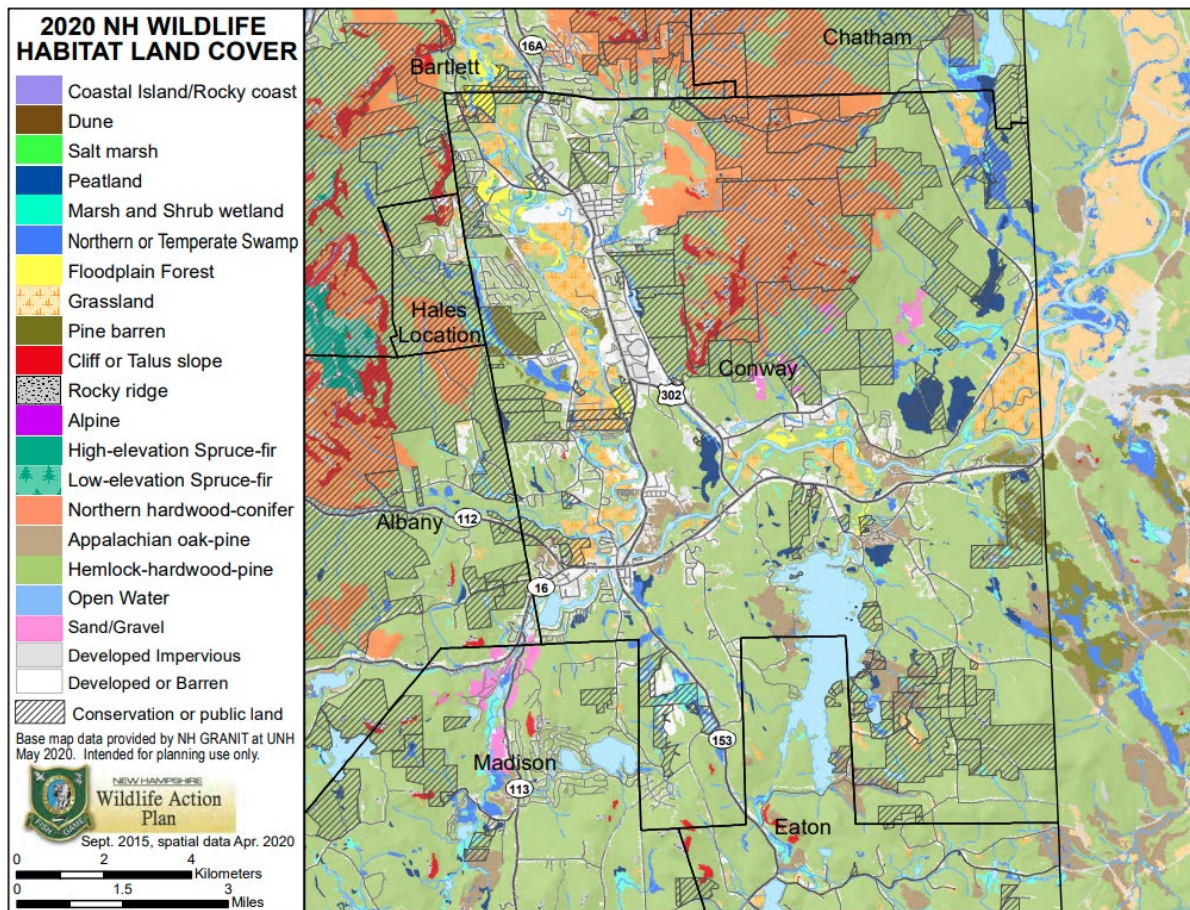 2020 NH WILDLIFE
HABITAT LAND COVER
Coastal Island/Rocky coast
Dune
Salt marsh
Peatland
Marsh and Shrub wetland
Northern or Temperate Swamp
Floodplain Forest
Grassland
Pine barren
Cliff or Talus slope
Rocky ridge
Alpine
High-elevation Spruce-fir
Low-elevation Spruce-fir
Northern hardwood-conifer
Appalachian oak-pine
Hemlock-hardwood-pine
Open Water
Sand/Gravel
Developed Impervious
Developed or Barren
Conservation or public land
Base map data provided by NH GRANIT at UNH
May 2020. Intended for planning use only.
NEW HAMPSHIRE
Wildlife Action
Plan
FISH GAME
Sept. 2015, spatial data Apr. 2020
0 2 4
Kilometers
0 1.5 3
Miles
16A
Chatham
Bartlett
Hales
Location
Conway
302
Albany
112
16
153
Madison
113
Eaton